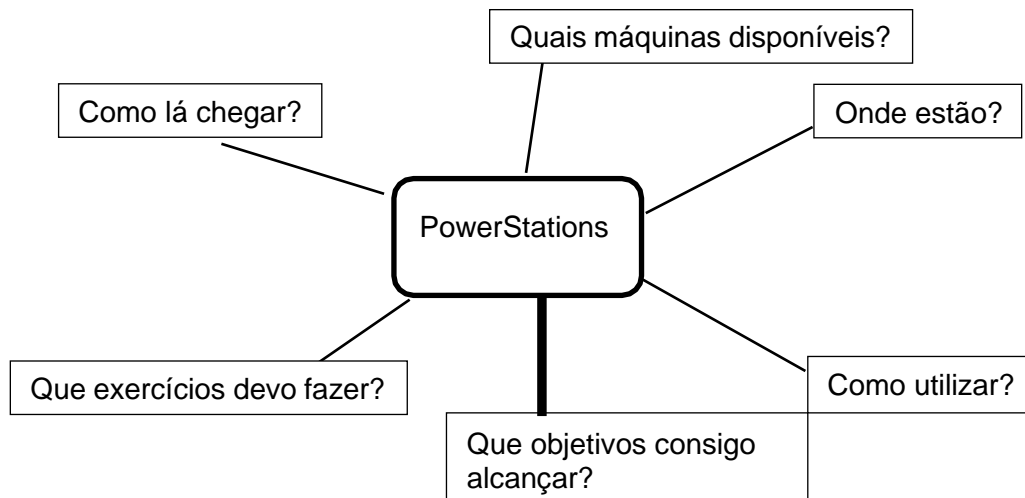 Quais máquinas disponíveis?
Como lá chegar?
Onde estão?
PowerStations
Que exercícios devo fazer?
Como utilizar?
Que objetivos consigo
alcançar?